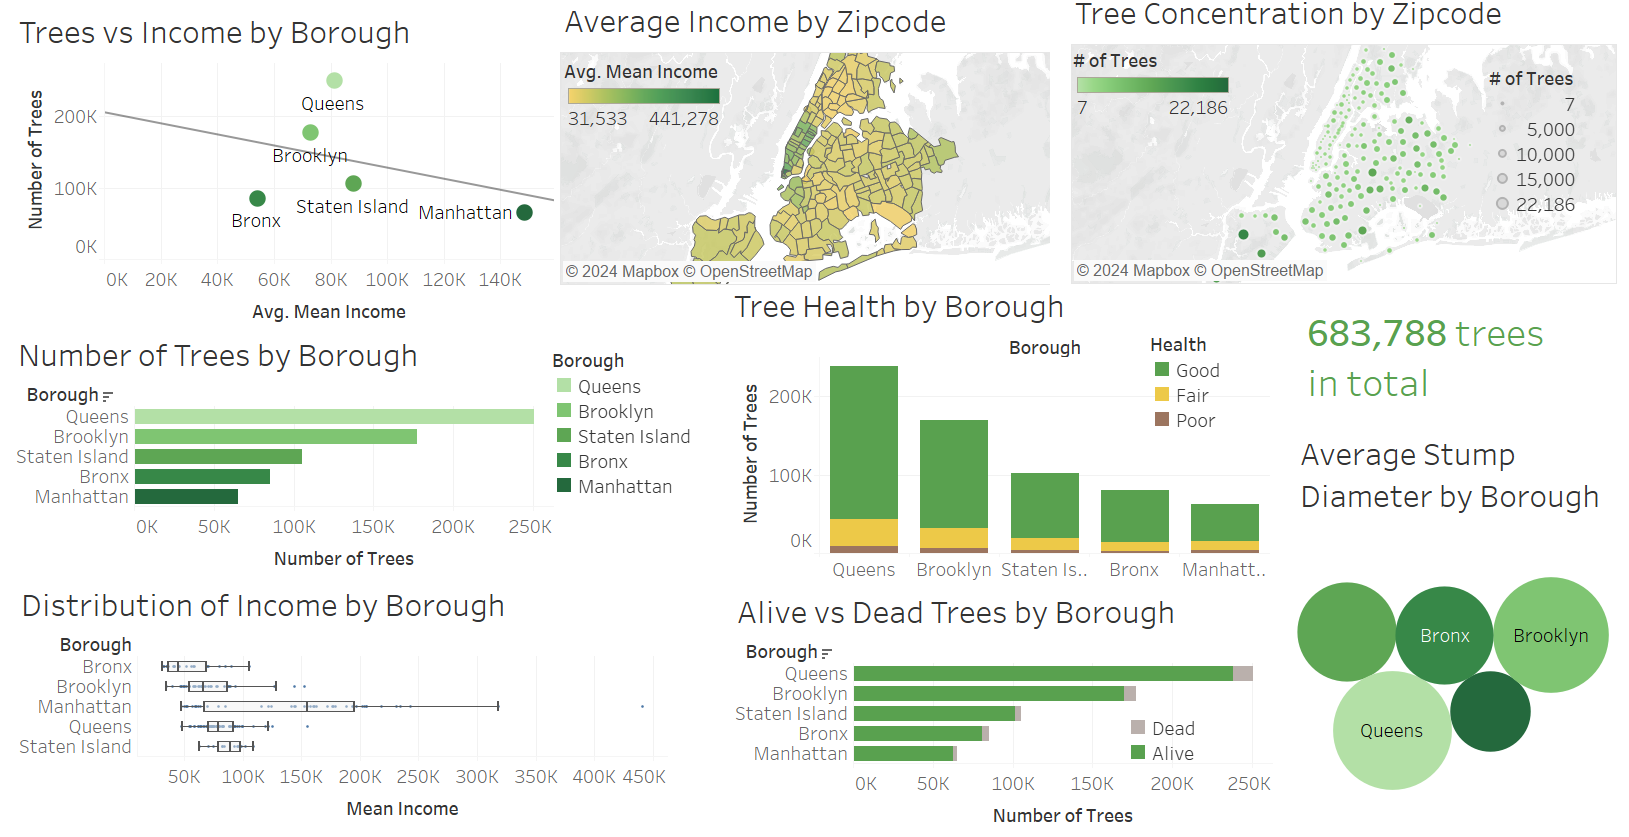 Trees vs Income by Borough
Number of Trees
200K
100K
0K
Queens
Brooklyn
Bronx
Staten Island
Manhattan
0K 20K 40K 60K 80K 100K 120K 140K
Avg. Mean Income
Average Income by Zipcode
Avg. Mean Income
31,533 441,278
© 2024 Mapbox © OpenStreetMap
Tree Concentration by Zipcode
# of Trees
7 22,186
# of Trees
7
5,000
10,000
15,000
22,186
© 2024 Mapbox © OpenStreetMap
Number of Trees by Borough
Borough
Queens
Brooklyn
Staten Island
Bronx
Manhattan
0K 50K 100K 150K 200K 250K
Number of Trees
Borough
Queens
Brooklyn
Staten Island
Bronx
Manhattan
Tree Health by Borough
Borough
Number of Trees
200K
100K
0K
Queens Brooklyn Staten Is.. Bronx Manhatt..
Health
Good
Fair
Poor
683,788 trees
in total
Average Stump
Diameter by Borough
Bronx
Brooklyn
Queens
Distribution of Income by Borough
Borough
Bronx
Brooklyn
Manhattan
Queens
Staten Island
50K 100K 150K 200K 250K 300K 350K 400K 450K
Mean Income
Alive vs Dead Trees by Borough
Borough
Queens
Brooklyn
Staten Island
Bronx
Manhattan
Dead
Alive
0K 50K 100K 150K 200K 250K
Number of Trees